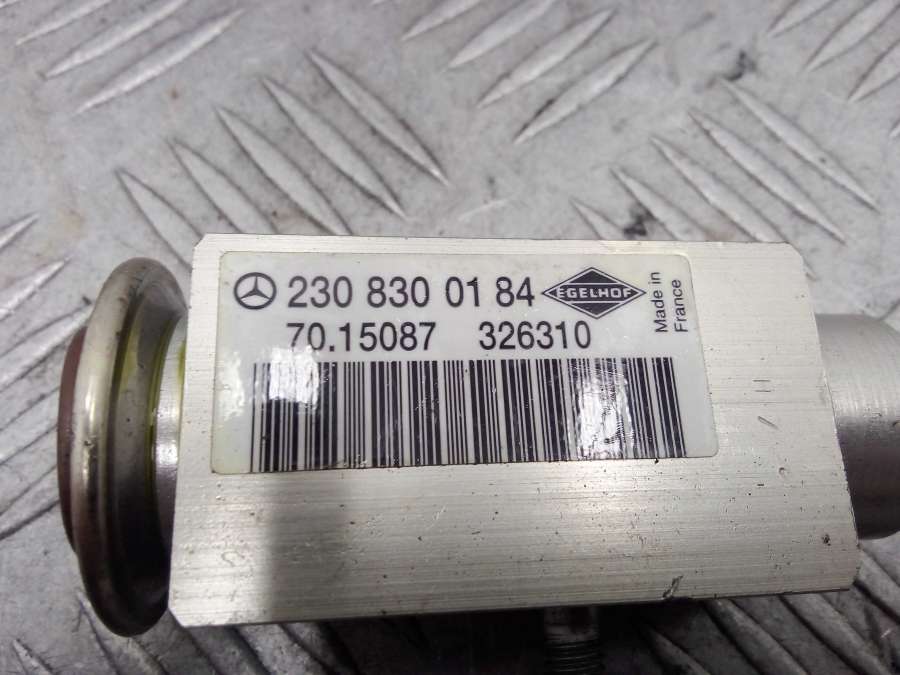 230 830 01 84 EGELHOF
70.15087 326310
Made in
France